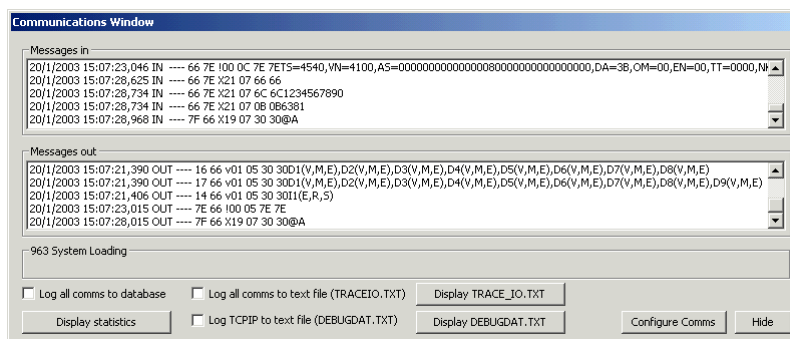 Communications Window
Messages in
20/1/2003 15:07:23,046 IN ---- 66 7E !00 0C 7E 7ETS=4540,VN=4100,AS=00000000000000080000000000000000,DA=3B,OM=00,EN=00,TT=0000,
20/1/2003 15:07:28,625 IN ---- 66 7E X21 07 66 66
20/1/2003 15:07:28,734 IN ---- 66 7E X21 07 6C 6C1234567890
20/1/2003 15:07:28,734 IN ---- 66 7E X21 07 0B 0B6381
20/1/2003 15:07:28,968 IN ---- 7F 66 X19 07 30 30@A
Messages out
20/1/2003 15:07:21,390 OUT ---- 16 66 v01 05 30 30D1(V,M,E),D2(V,M,E),D3(V,M,E),D4(V,M,E),D5(V,M,E),D6(V,M,E),D7(V,M,E),D8(V,M,E)
20/1/2003 15:07:21,390 OUT ---- 17 66 v01 05 30 30D1(V,M,E),D2(V,M,E),D3(V,M,E),D4(V,M,E),D5(V,M,E),D6(V,M,E),D7(V,M,E),D8(V,M,E),D9(V,M,E)
20/1/2003 15:07:21,406 OUT ---- 14 66 v01 05 30 30I1(E,R,S)
20/1/2003 15:07:23,015 OUT ---- 7E 66 !00 05 7E 7E
20/1/2003 15:07:28,015 OUT ---- 7F 66 X19 07 30 30@A
963 System Loading
Log all comms to database Log all comms to text file (TRACEIO.TXT) Display TRACE_IO.TXT
Display statistics Log TCPIP to text file (DEBUGDAT.TXT) Display DEBUGDAT.TXT Configure Comms Hide